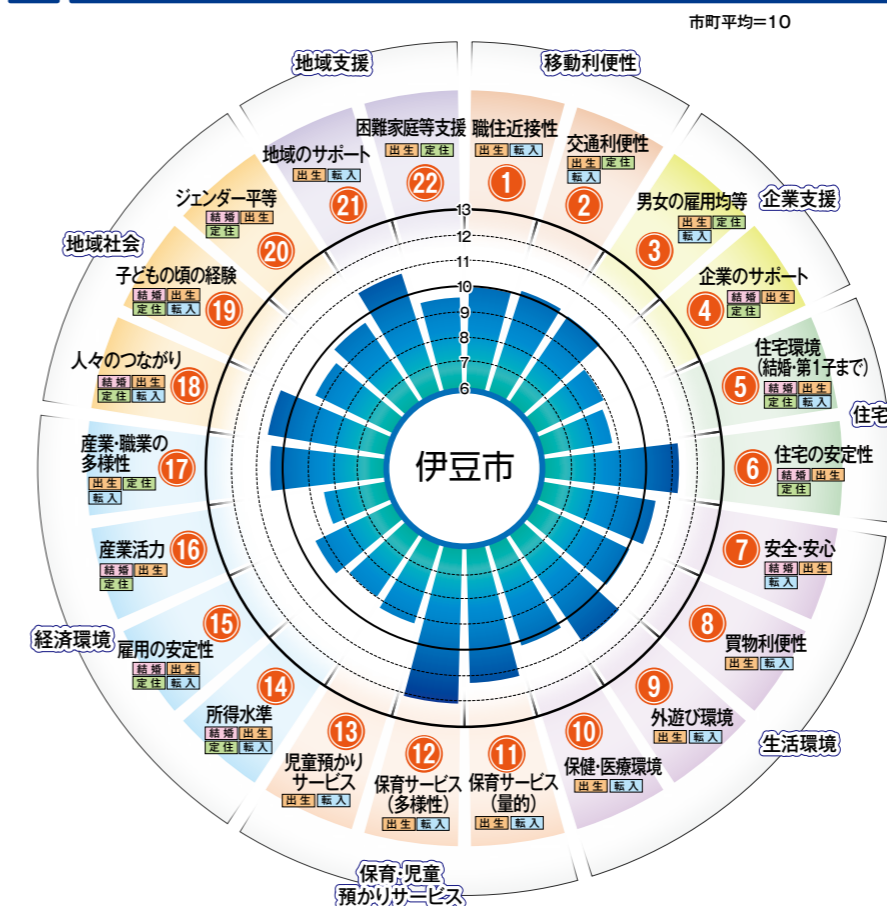 市町平均=10
地域支援
移動利便性
企業支援
住宅
生活環境
保育・児童
預かりサービス
経済環境
地域社会
職住近接性
出生 転入
1
交通利便性
出生 定住
転入
2
男女の雇用均等
出生 定住
転入
3
企業のサポート
結婚 出生
定住
4
住宅環境
(結婚・第1子まで)
結婚 出生
定住 転入
5
住宅の安定性
結婚 出生
定住
6
安全・安心
結婚 出生
転入
7
買物利便性
出生 転入
8
外遊び環境
出生 転入
9
保健・医療環境
出生 転入
10
保育サービス
(量的)
出生 転入
11
保育サービス
(多様性)
出生 転入
12
児童預かり
サービス
出生 転入
13
所得水準
結婚 出生
定住 転入
14
雇用の安定性
結婚 出生
定住 転入
15
産業活力
結婚 出生
定住
16
産業・職業の
多様性
出生 定住
転入
17
人々のつながり
結婚 出生
定住 転入
18
子どもの頃の経験
結婚 出生
定住 転入
19
ジェンダー平等
結婚 出生
定住
20
地域のサポート
出生 転入
21
困難家庭等支援
出生 定住
22
13
12
11
10
9
8
7
6
伊豆市